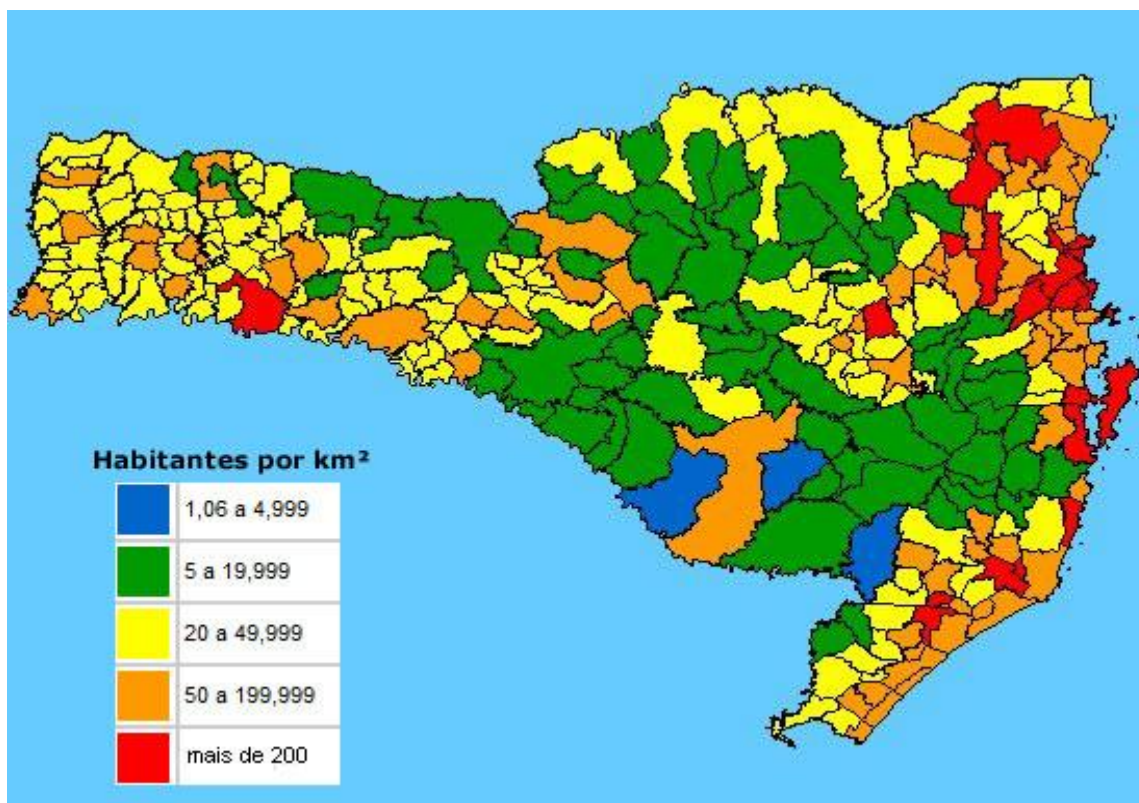 Habitantes por km²
1,06 a 4,999
5 a 19,999
20 a 49,999
50 a 199,999
mais de 200